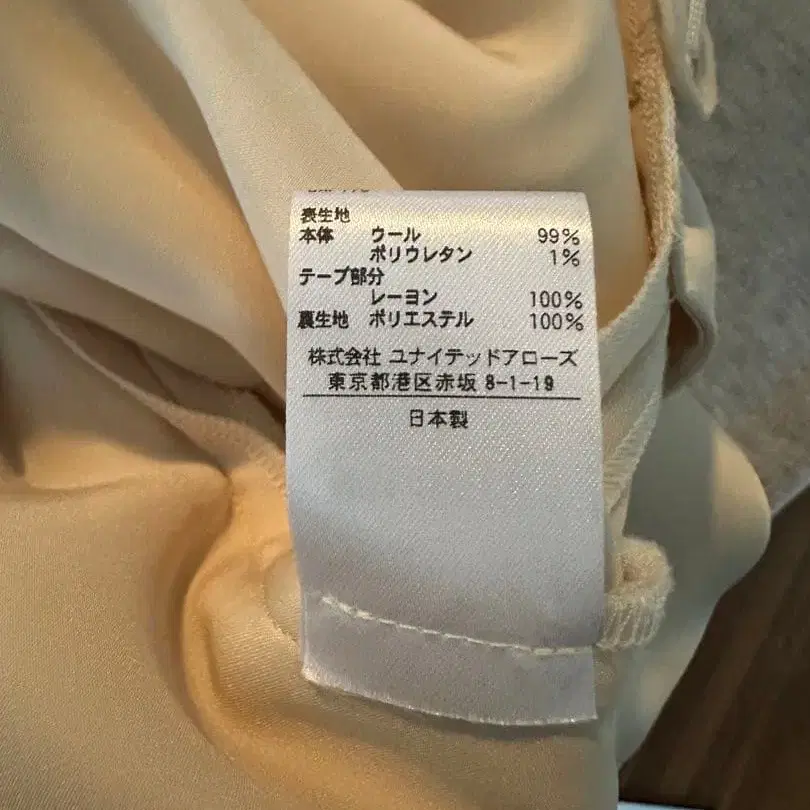 表生地
本体 ウール 99%
ポリウレタン 1%
テープ部分
レーヨン 100%
裏生地 ポリエステル 100%
株式会社 ユナイテッドアローズ
東京都港区赤坂 8-1-19
日本製